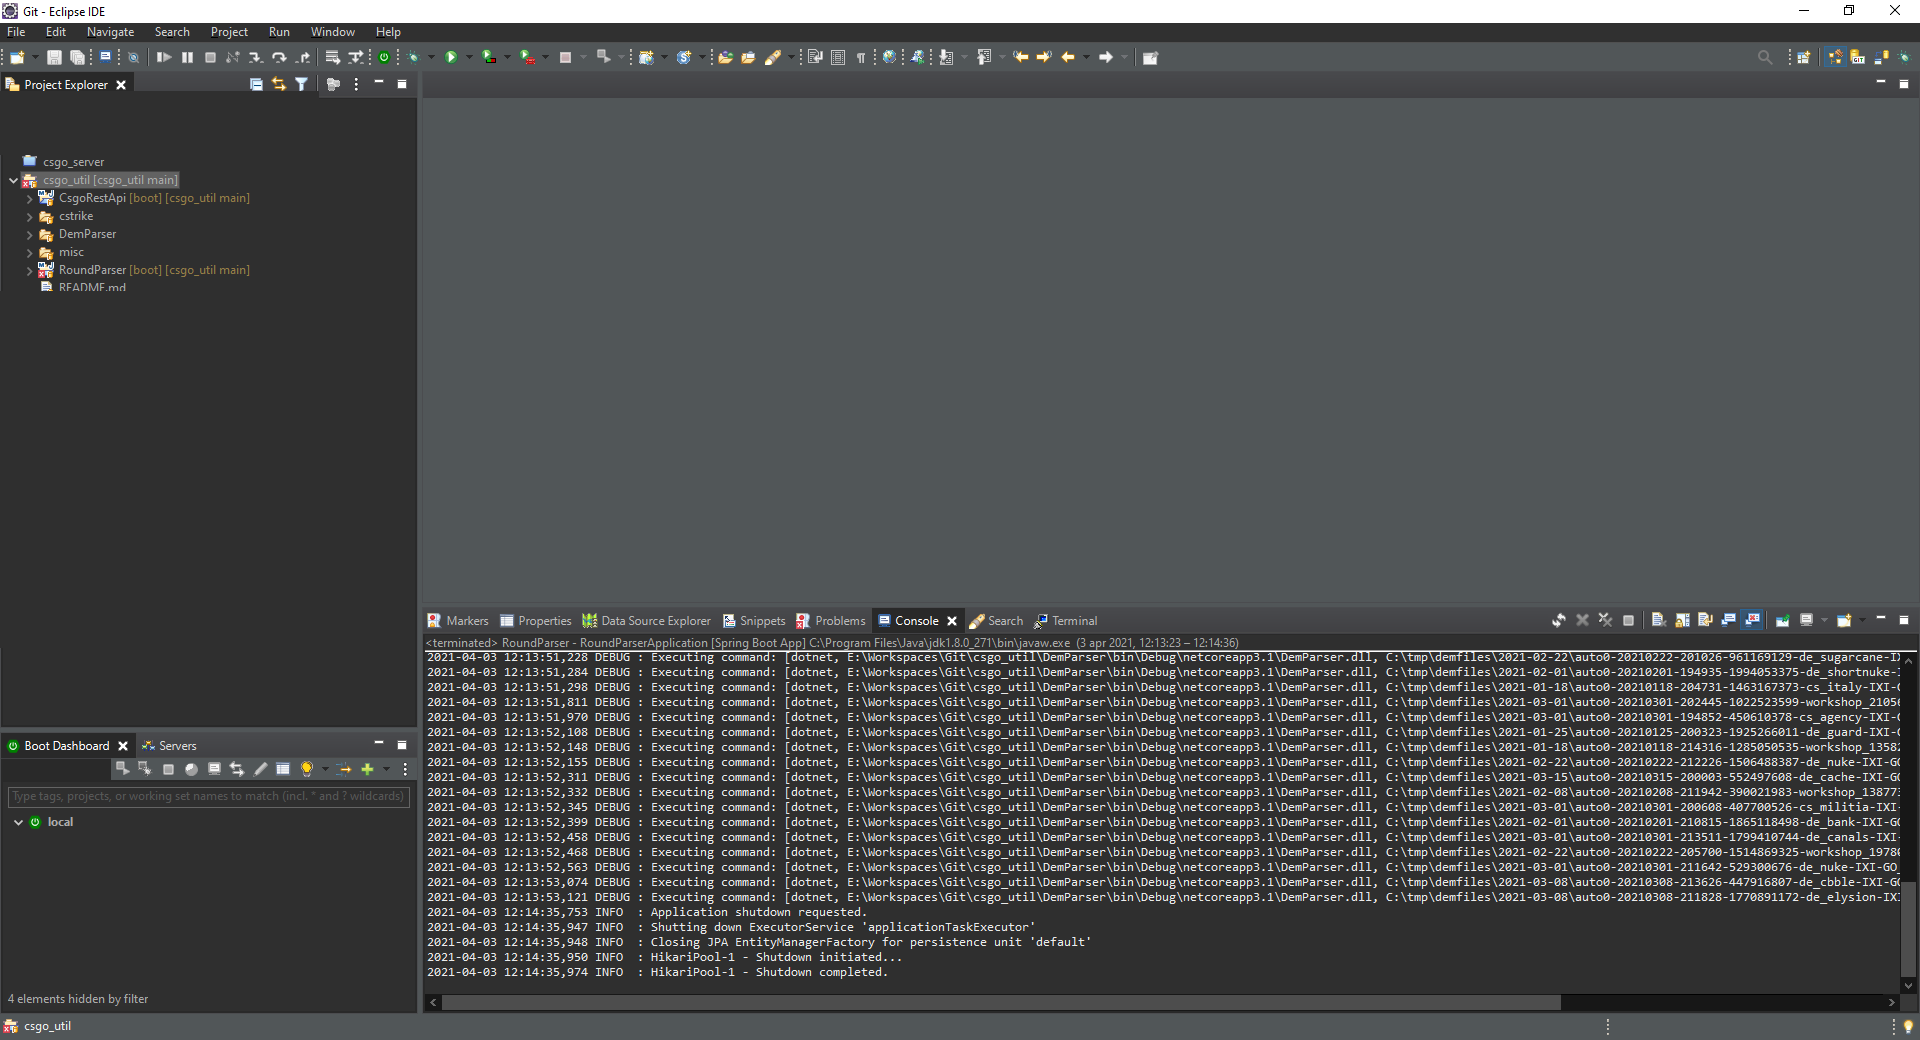 Git - Eclipse IDE
File Edit Navigate Search Project Run Window Help
Project Explorer
csgo_server
csgo_util [csgo_util main]
CsgoRestApi [boot] [csgo_util main]
cstrike
DemParser
misc
RoundParser [boot] [csgo_util main]
README.md
Markers Properties Data Source Explorer Snippets Problems Console Search Terminal
<terminated> RoundParser - RoundParserApplication [Spring Boot App] C:\Program Files\Java\jdk1.8.0_271\bin\javaw.exe (3 apr 2021, 12:13:23 – 12:14:36)
2021-04-03 12:13:51,228 DEBUG : Executing command: [dotnet, E:\Workspaces\Git\csgo_util\DemParser\bin\Debug\netcoreapp3.1\DemParser.dll, C:\tmp\demfiles\2021-02-22\auto0-20210222-201026-961169129-de_sugarcane-IX
2021-04-03 12:13:51,284 DEBUG : Executing command: [dotnet, E:\Workspaces\Git\csgo_util\DemParser\bin\Debug\netcoreapp3.1\DemParser.dll, C:\tmp\demfiles\2021-02-01\auto0-20210201-194935-1994053375-de_shortnuke-
2021-04-03 12:13:51,298 DEBUG : Executing command: [dotnet, E:\Workspaces\Git\csgo_util\DemParser\bin\Debug\netcoreapp3.1\DemParser.dll, C:\tmp\demfiles\2021-01-18\auto0-20210118-204731-1463167373-cs_italy-IXI-
2021-04-03 12:13:51,811 DEBUG : Executing command: [dotnet, E:\Workspaces\Git\csgo_util\DemParser\bin\Debug\netcoreapp3.1\DemParser.dll, C:\tmp\demfiles\2021-03-01\auto0-20210301-202445-1022523599-workshop_2105
2021-04-03 12:13:51,970 DEBUG : Executing command: [dotnet, E:\Workspaces\Git\csgo_util\DemParser\bin\Debug\netcoreapp3.1\DemParser.dll, C:\tmp\demfiles\2021-03-01\auto0-20210301-194852-450610378-cs_agency-IXI-
2021-04-03 12:13:52,108 DEBUG : Executing command: [dotnet, E:\Workspaces\Git\csgo_util\DemParser\bin\Debug\netcoreapp3.1\DemParser.dll, C:\tmp\demfiles\2021-01-25\auto0-20210125-200323-1925266011-de_guard-IXI-
2021-04-03 12:13:52,148 DEBUG : Executing command: [dotnet, E:\Workspaces\Git\csgo_util\DemParser\bin\Debug\netcoreapp3.1\DemParser.dll, C:\tmp\demfiles\2021-01-18\auto0-20210118-214316-1285050535-workshop_1358
2021-04-03 12:13:52,155 DEBUG : Executing command: [dotnet, E:\Workspaces\Git\csgo_util\DemParser\bin\Debug\netcoreapp3.1\DemParser.dll, C:\tmp\demfiles\2021-02-22\auto0-20210222-212226-1506488387-de_nuke-IXI-G
2021-04-03 12:13:52,311 DEBUG : Executing command: [dotnet, E:\Workspaces\Git\csgo_util\DemParser\bin\Debug\netcoreapp3.1\DemParser.dll, C:\tmp\demfiles\2021-03-15\auto0-20210315-200003-552497608-de_cache-IXI-G
2021-04-03 12:13:52,332 DEBUG : Executing command: [dotnet, E:\Workspaces\Git\csgo_util\DemParser\bin\Debug\netcoreapp3.1\DemParser.dll, C:\tmp\demfiles\2021-02-08\auto0-20210208-211942-390021983-workshop_13877
2021-04-03 12:13:52,345 DEBUG : Executing command: [dotnet, E:\Workspaces\Git\csgo_util\DemParser\bin\Debug\netcoreapp3.1\DemParser.dll, C:\tmp\demfiles\2021-03-01\auto0-20210301-200608-407700526-cs_militia-IXI-
2021-04-03 12:13:52,399 DEBUG : Executing command: [dotnet, E:\Workspaces\Git\csgo_util\DemParser\bin\Debug\netcoreapp3.1\DemParser.dll, C:\tmp\demfiles\2021-02-01\auto0-20210201-210815-1865118498-de_bank-IXI-G
2021-04-03 12:13:52,458 DEBUG : Executing command: [dotnet, E:\Workspaces\Git\csgo_util\DemParser\bin\Debug\netcoreapp3.1\DemParser.dll, C:\tmp\demfiles\2021-03-01\auto0-20210301-213511-1799410744-de_canals-IXI-
2021-04-03 12:13:52,468 DEBUG : Executing command: [dotnet, E:\Workspaces\Git\csgo_util\DemParser\bin\Debug\netcoreapp3.1\DemParser.dll, C:\tmp\demfiles\2021-02-22\auto0-20210222-205700-1514869325-workshop_1978
2021-04-03 12:13:52,563 DEBUG : Executing command: [dotnet, E:\Workspaces\Git\csgo_util\DemParser\bin\Debug\netcoreapp3.1\DemParser.dll, C:\tmp\demfiles\2021-03-01\auto0-20210301-211642-529300676-de_nuke-IXI-GO
2021-04-03 12:13:53,074 DEBUG : Executing command: [dotnet, E:\Workspaces\Git\csgo_util\DemParser\bin\Debug\netcoreapp3.1\DemParser.dll, C:\tmp\demfiles\2021-03-08\auto0-20210308-213626-447916807-de_cbble-IXI-G
2021-04-03 12:13:53,121 DEBUG : Executing command: [dotnet, E:\Workspaces\Git\csgo_util\DemParser\bin\Debug\netcoreapp3.1\DemParser.dll, C:\tmp\demfiles\2021-03-08\auto0-20210308-211828-1770891172-de_elysion-IX
2021-04-03 12:14:35,753 INFO : Application shutdown requested.
2021-04-03 12:14:35,947 INFO : Shutting down ExecutorService 'applicationTaskExecutor'
2021-04-03 12:14:35,948 INFO : Closing JPA EntityManagerFactory for persistence unit 'default'
2021-04-03 12:14:35,950 INFO : HikariPool-1 - Shutdown initiated...
2021-04-03 12:14:35,974 INFO : HikariPool-1 - Shutdown completed.
Boot Dashboard Servers
Type tags, projects, or working set names to match (incl. * and ? wildcards)
local
4 elements hidden by filter
csgo_util